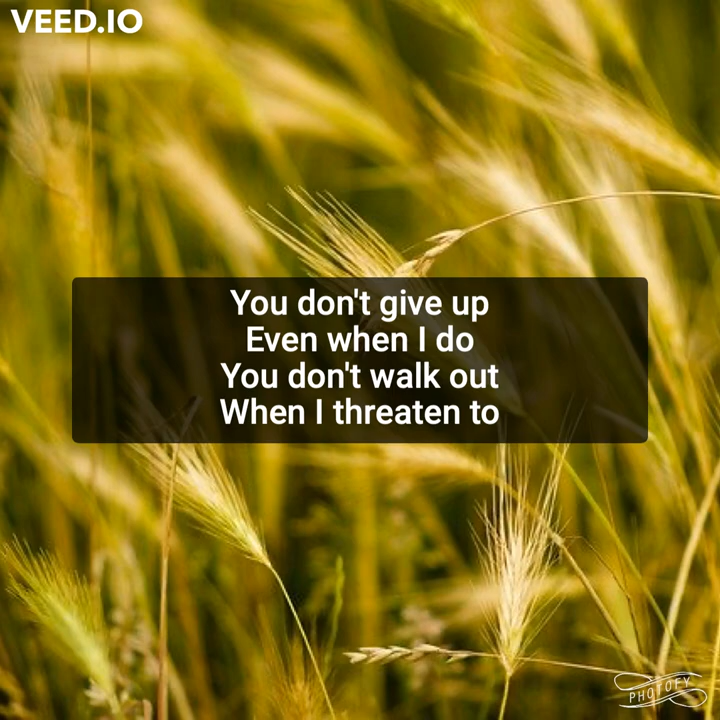 VEED.IO
You don't give up
Even when I do
You don't walk out
When I threaten to
PHOTOFY